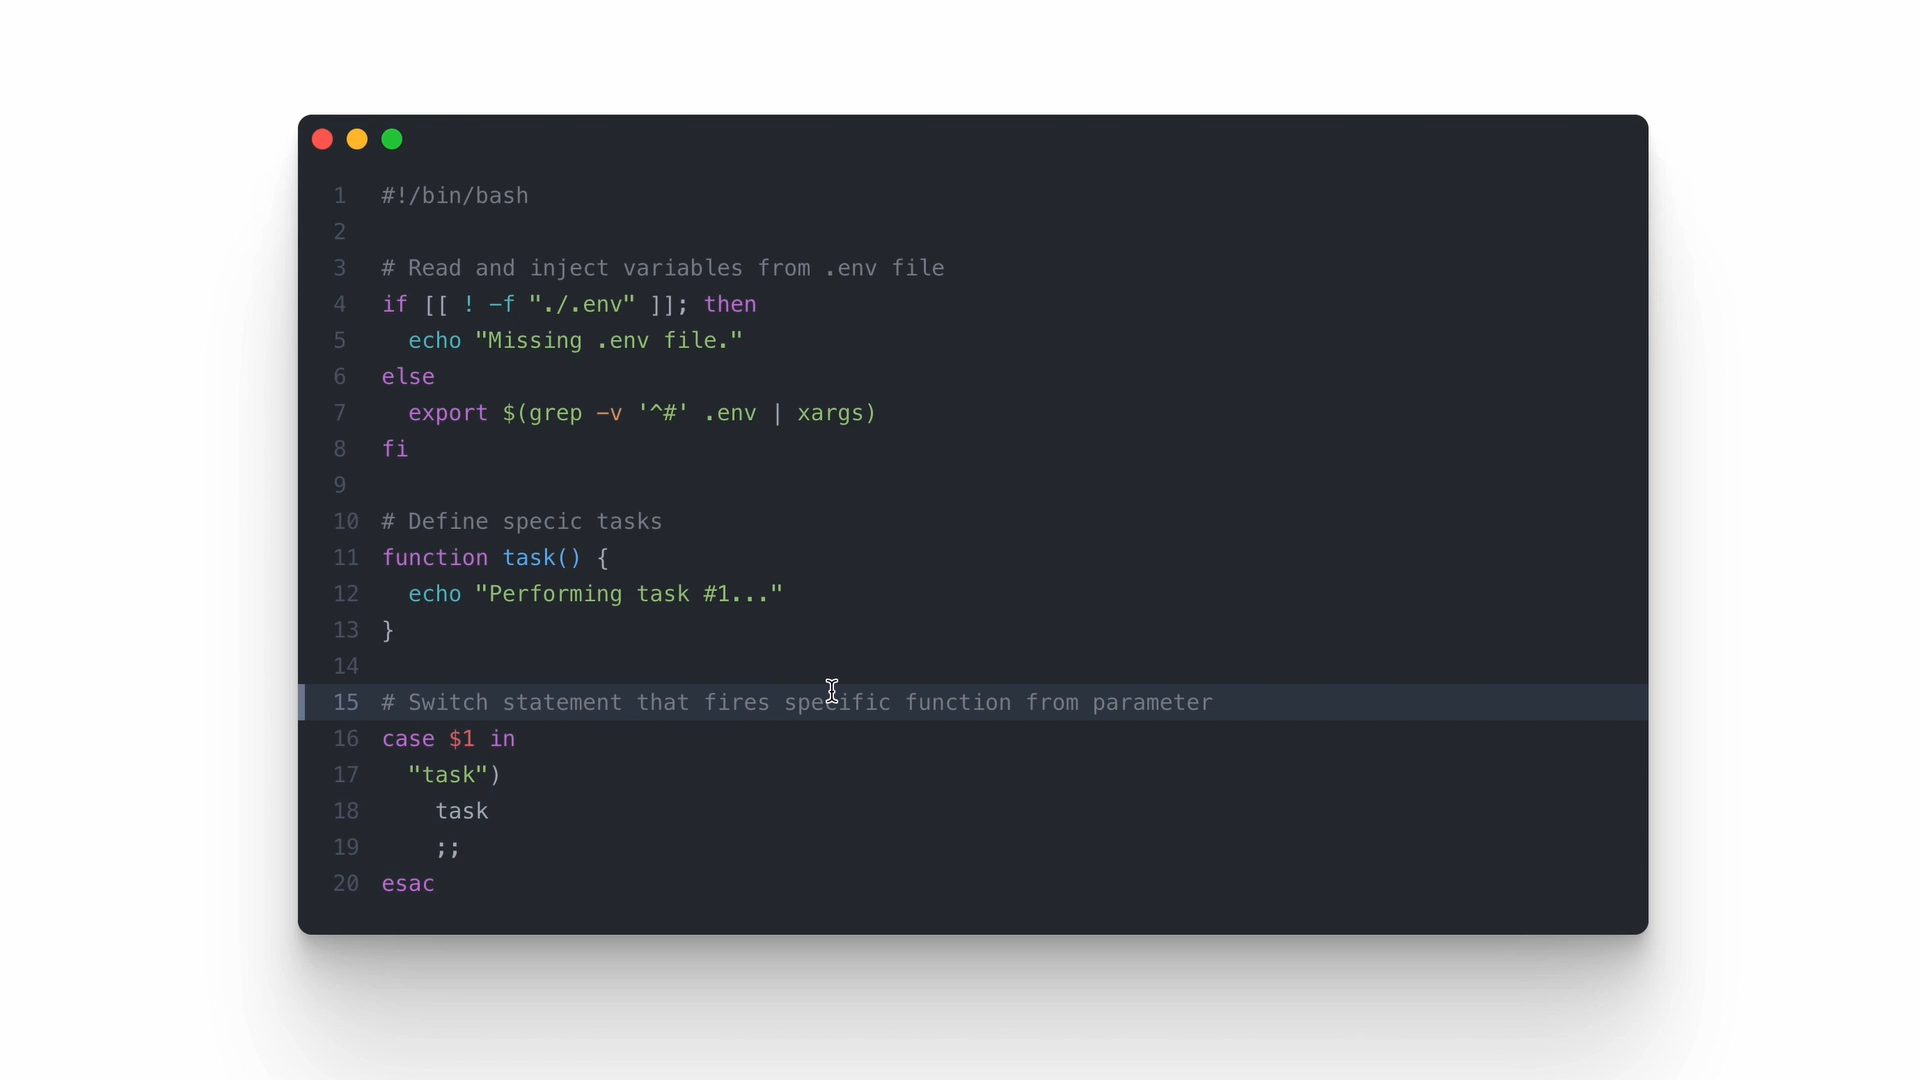 1 #!/bin/bash
2
3 # Read and inject variables from .env file
4 if [[ ! -f "./.env" ]]; then
5   echo "Missing .env file."
6 else
7   export $(grep -v '^#' .env | xargs)
8 fi
9
10 # Define specic tasks
11 function task() {
12   echo "Performing task #1..."
13 }
14
15 # Switch statement that fires specific function from parameter
16 case $1 in
17   "task")
18     task
19     ;;
20 esac